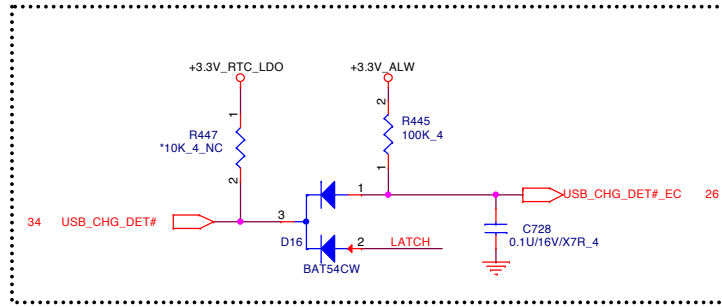 +3.3V_RTC_LDO
+3.3V_ALW
1
2
R447
*10K_4_NC
R445
100K_4
2
1
34
USB_CHG_DET#
3
1
USB_CHG_DET#_EC
26
D16
2
LATCH
BAT54CW
C728
0.1U/16V/X7R_4